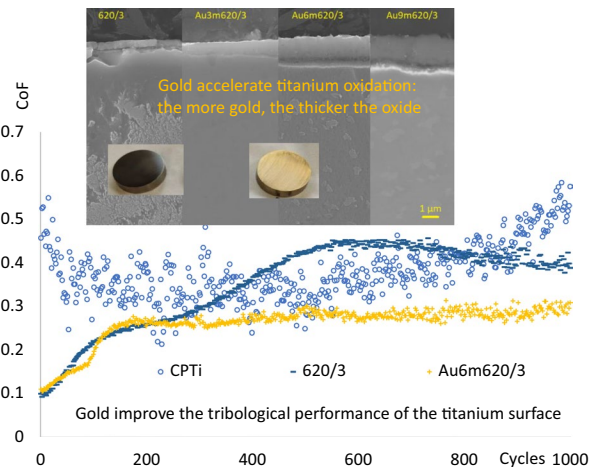 620/3 Au3m620/3 Au6m620/3 Au9m620/3
Gold accelerate titanium oxidation:
the more gold, the thicker the oxide
1 μm
CoF
0.7
0.6
0.5
0.4
0.3
0.2
0.1
0
CPTi 620/3 Au6m620/3
Gold improve the tribological performance of the titanium surface
0 200 400 600 800 Cycles 1000